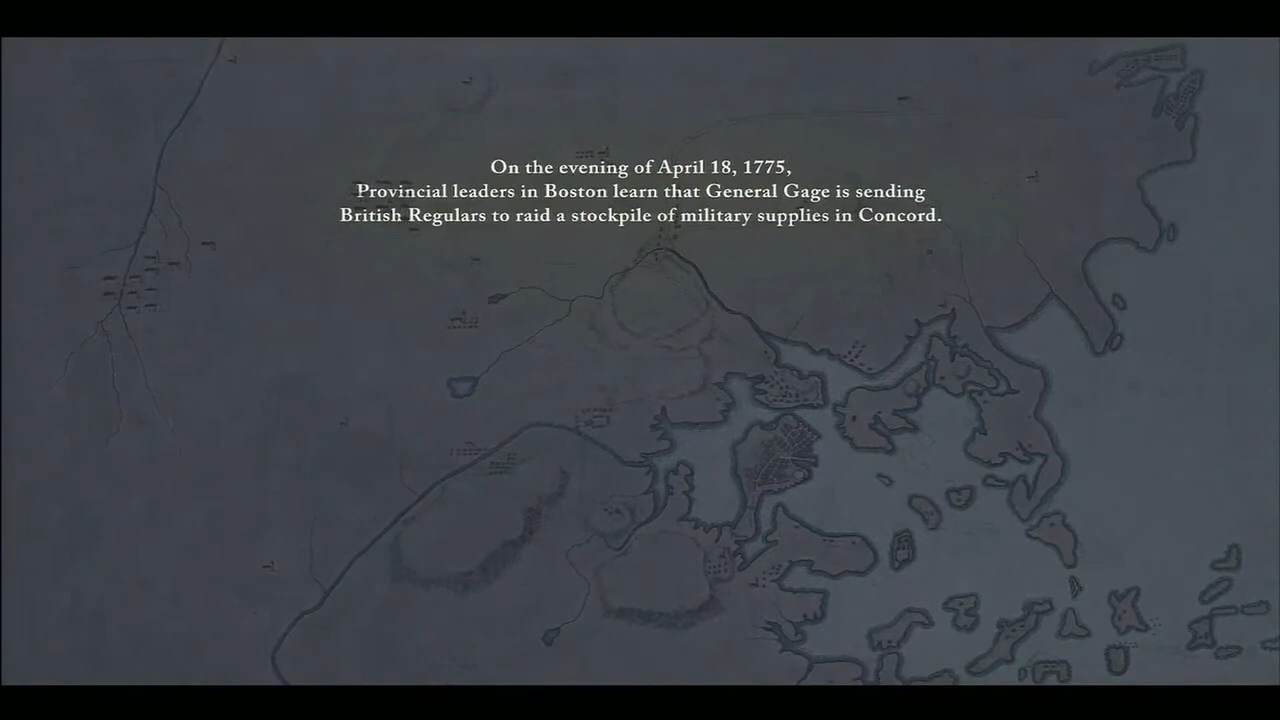 On the evening of April 18, 1775,
Provincial leaders in Boston learn that General Gage is sending
British Regulars to raid a stockpile of military supplies in Concord.